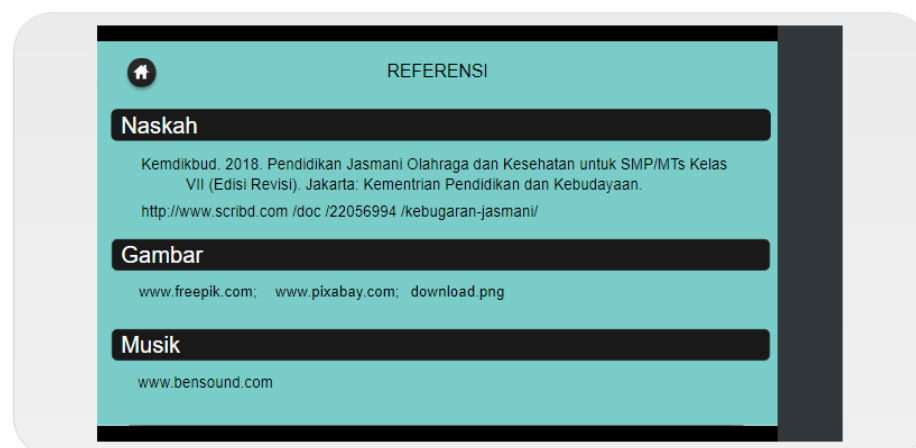 REFERENSI
Naskah
Kemdikbud. 2018. Pendidikan Jasmani Olahraga dan Kesehatan untuk SMP/MTs Kelas
VII (Edisi Revisi). Jakarta: Kementrian Pendidikan dan Kebudayaan.
http://www.scribd.com /doc /22056994 /kebugaran-jasmani/
Gambar
www.freepik.com; www.pixabay.com; download.png
Musik
www.bensound.com